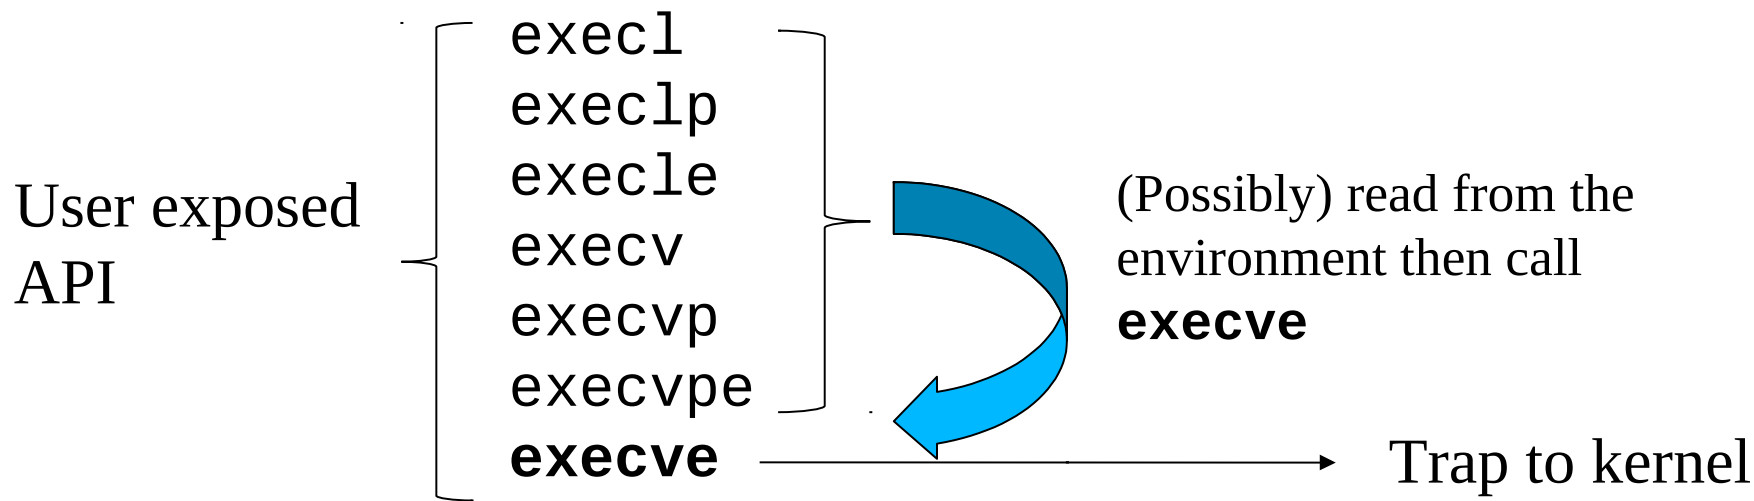 User exposed
API
execl
execlp
execle
execv
execvp
execvpe
execve
(Possibly) read from the
environment then call
execve
Trap to kernel